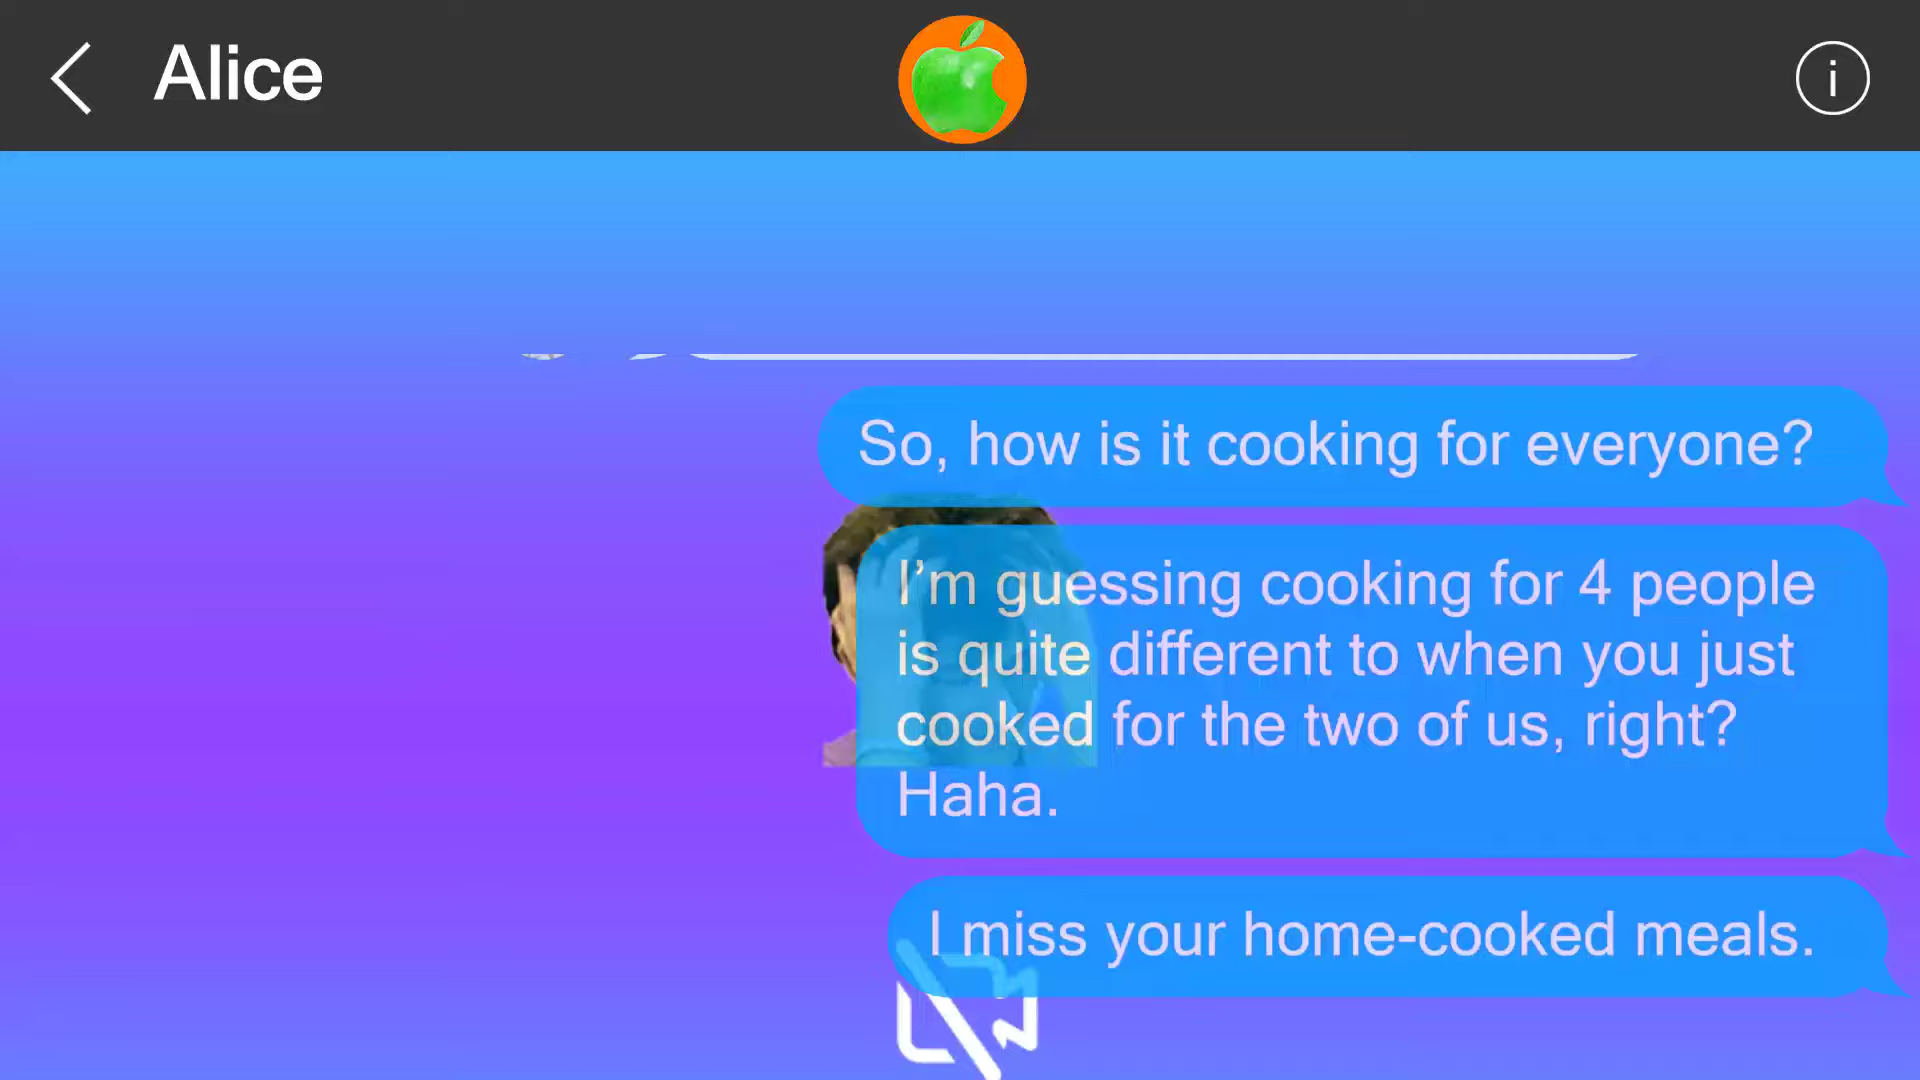 Alice
So, how is it cooking for everyone?
I’m guessing cooking for 4 people
is quite different to when you just
cooked for the two of us, right?
Haha.
I miss your home-cooked meals.